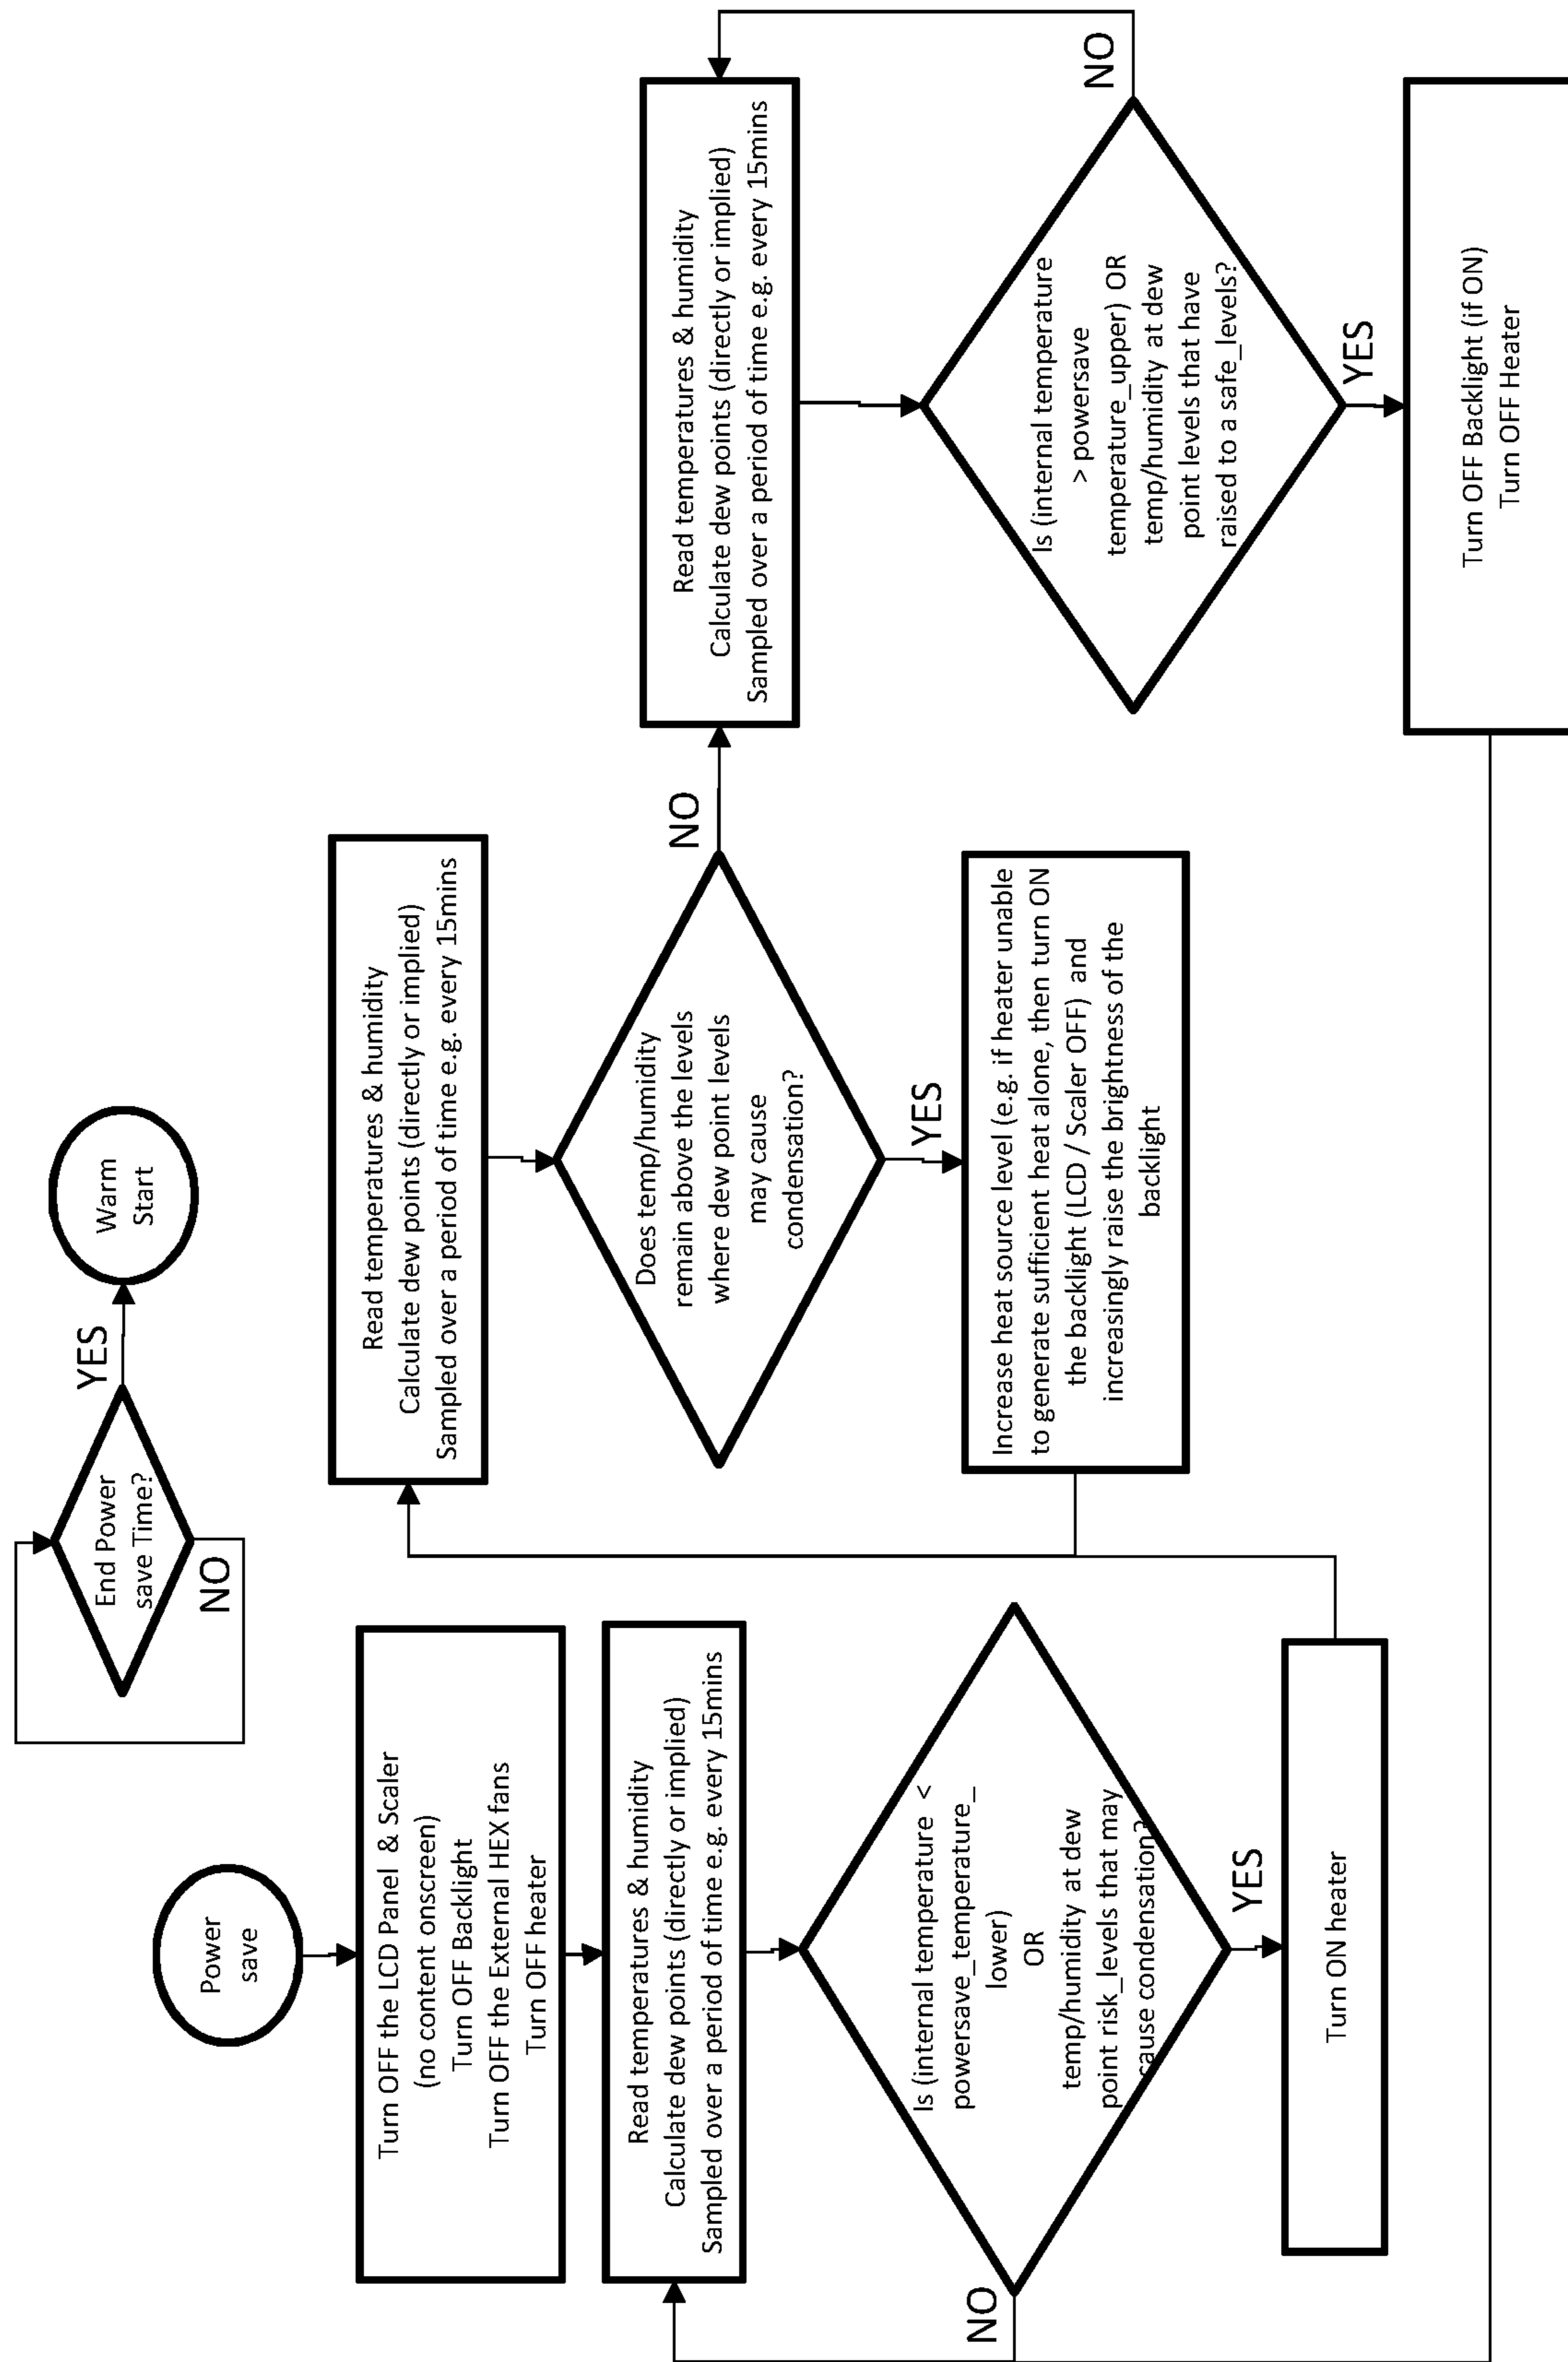 Power
save
Turn OFF the LCD Panel & Scaler
(no content onscreen)
Turn OFF Backlight
Turn OFF the External HEX fans
Turn OFF heater
Read temperatures & humidity
Calculate dew points (directly or implied)
Sampled over a period of time e.g. every 15mins
Is (internal temperature <
powersave_temperature_
lower)
OR
temp/humidity at dew
point risk_levels that may
cause condensation?
NO
YES
Turn ON heater
End Power
save Time?
NO
YES
Warm
Start
Read temperatures & humidity
Calculate dew points (directly or implied)
Sampled over a period of time e.g. every 15mins
Does temp/humidity
remain above the levels
where dew point levels
may cause
condensation?
NO
YES
Increase heat source level (e.g. if heater unable
to generate sufficient heat alone, then turn ON
the backlight (LCD / Scaler OFF) and
increasingly raise the brightness of the
backlight
Read temperatures & humidity
Calculate dew points (directly or implied)
Sampled over a period of time e.g. every 15mins
Is (internal temperature
> powersave
temperature_upper) OR
temp/humidity at dew
point levels that have
raised to a safe_levels?
NO
YES
Turn OFF Backlight (if ON)
Turn OFF Heater